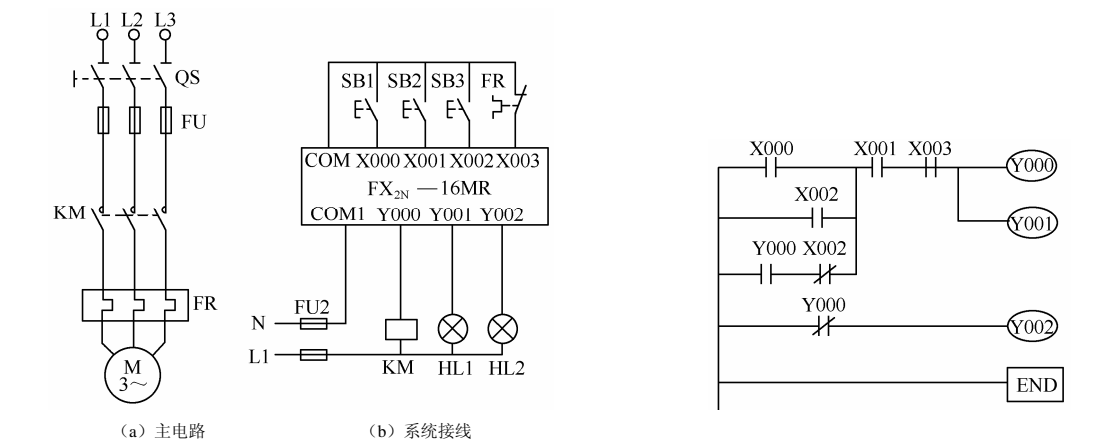 L1 L2 L3
QS
FU
KM
FR
M
3～
（a）主电路
SB1 SB2 SB3 FR
COM X000 X001 X002 X003
FX2N —16MR
COM1 Y000 Y001 Y002
FU2
N
L1
KM HL1 HL2
（b）系统接线
X000 X001 X003
Y000
X002
Y001
Y000 X002
Y000
Y002
END